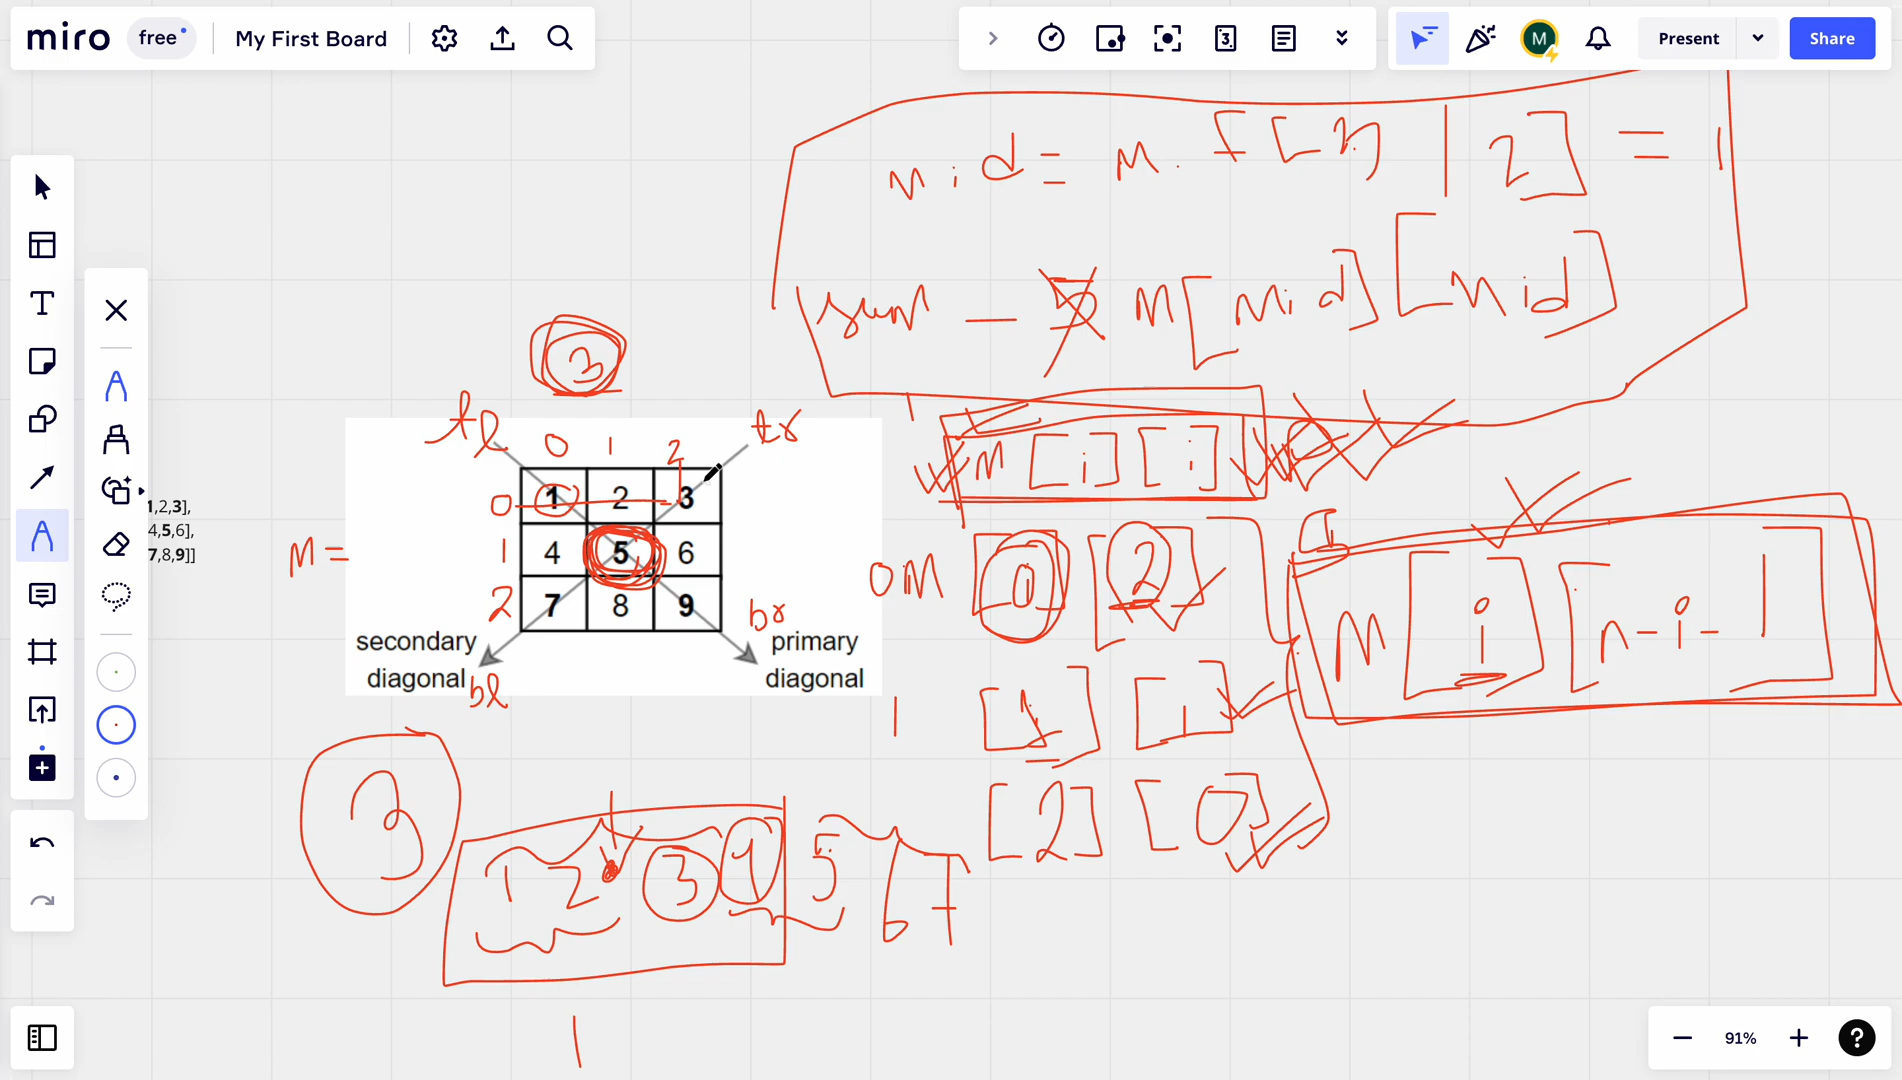 miro free My First Board
Present Share
M
mid = M.
2] = 1
sum - 5 M[mid][mid]
3
tl 0 1 2 tr
M[i][i]
0 1 2 3
1,2,3],
4,5,6],
7,8,9]]
M =
1 4 5 6
2 7 8 9
br
secondary diagonal
bl
primary diagonal
0 M [0][2]
M[i][n-i-1]
1 [1][1]
[2][0]
3
1 2 3 4 5 6 7
1
91%
?